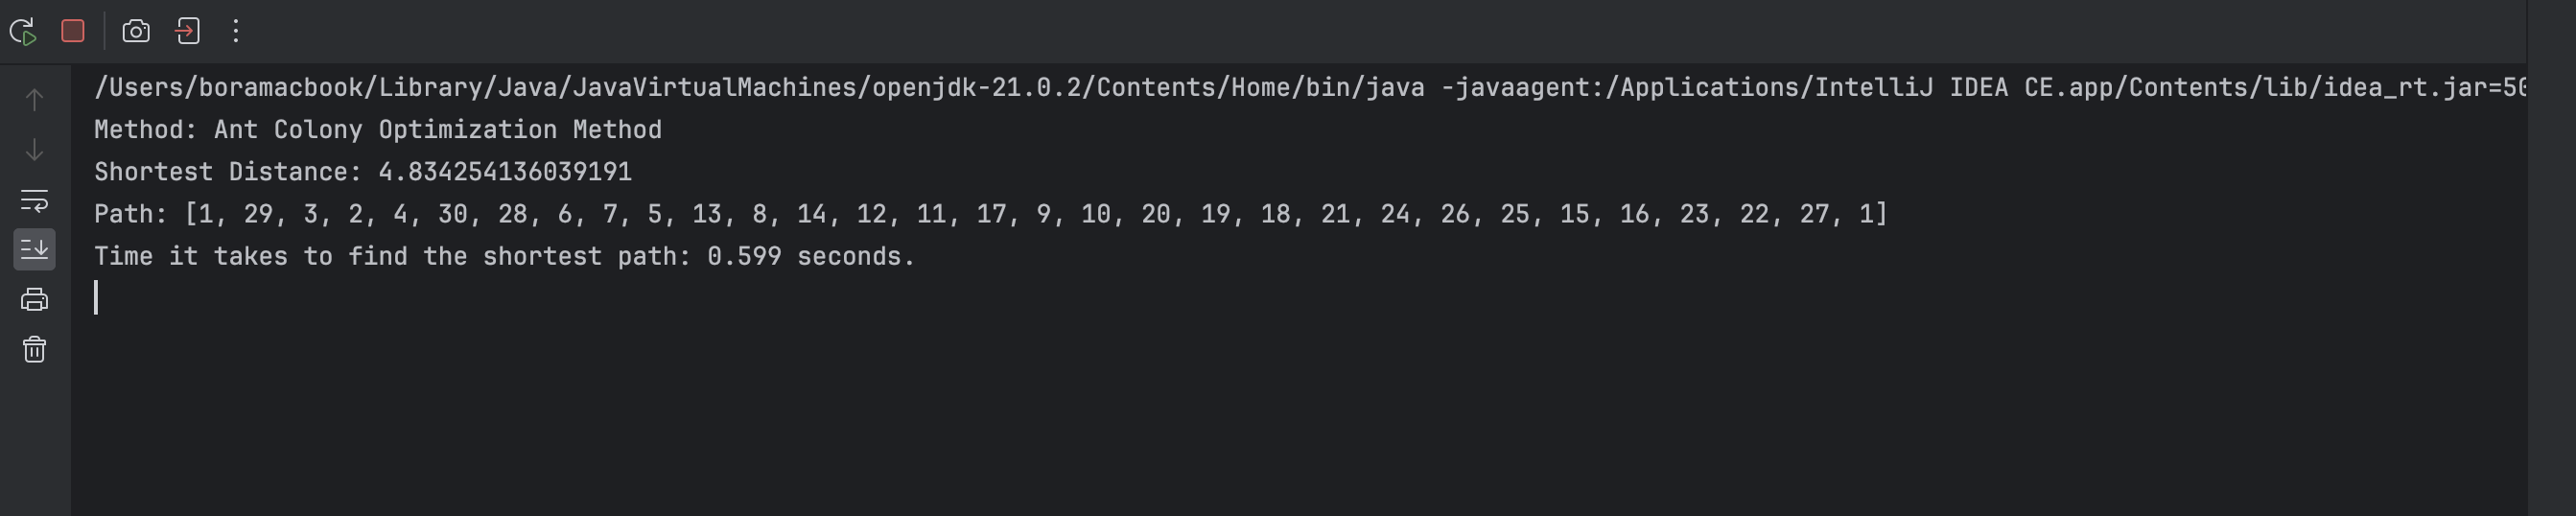 /Users/boramacbook/Library/Java/JavaVirtualMachines/openjdk-21.0.2/Contents/Home/bin/java -javaagent:/Applications/IntelliJ IDEA CE.app/Contents/lib/idea_rt.jar=50
Method: Ant Colony Optimization Method
Shortest Distance: 4.834254136039191
Path: [1, 29, 3, 2, 4, 30, 28, 6, 7, 5, 13, 8, 14, 12, 11, 17, 9, 10, 20, 19, 18, 21, 24, 26, 25, 15, 16, 23, 22, 27, 1]
Time it takes to find the shortest path: 0.599 seconds.